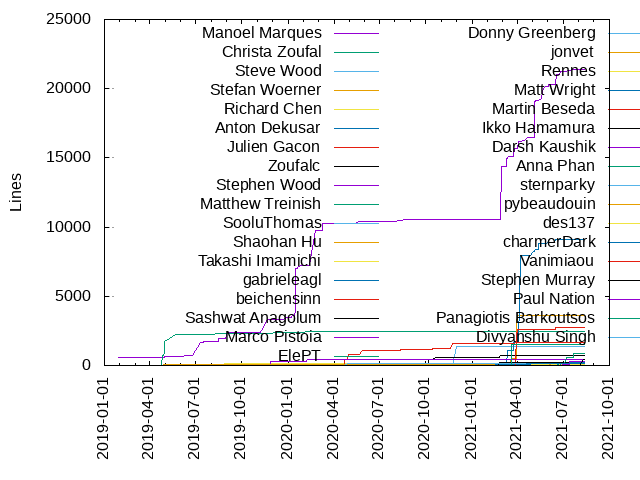 25000
20000
15000
10000
5000
0
Lines
Manoel Marques
Christa Zoufal
Steve Wood
Stefan Woerner
Richard Chen
Anton Dekusar
Julien Gacon
Zoufalc
Stephen Wood
Matthew Treinish
SooluThomas
Shaohan Hu
Takashi Imamichi
gabrieleagl
beichensinn
Sashwat Anagolum
Marco Pistoia
ElePT
Donny Greenberg
jonvet
Rennes
Matt Wright
Martin Beseda
Ikko Hamamura
Darsh Kaushik
Anna Phan
sternparky
pybeaudouin
des137
charmerDark
Vanimiaou
Stephen Murray
Paul Nation
Panagiotis Barkoutsos
Divyanshu Singh
2019-01-01
2019-04-01
2019-07-01
2019-10-01
2020-01-01
2020-04-01
2020-07-01
2020-10-01
2021-01-01
2021-04-01
2021-07-01
2021-10-01